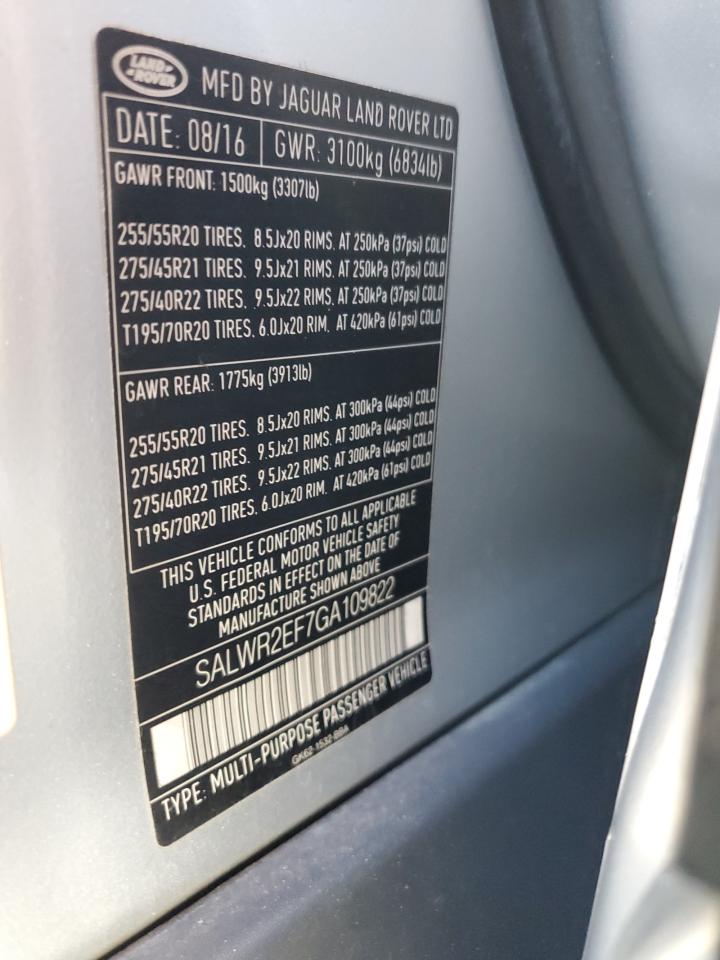 LAND
ROVER
MFD BY JAGUAR LAND ROVER LTD
DATE: 08/16 GWR: 3100kg (6834lb)
GAWR FRONT: 1500kg (3307lb)
255/55R20 TIRES. 8.5Jx20 RIMS. AT 250kPa (37psi) COLD
275/45R21 TIRES. 9.5Jx21 RIMS. AT 250kPa (37psi) COLD
275/40R22 TIRES. 9.5Jx22 RIMS. AT 250kPa (37psi) COLD
T195/70R20 TIRES. 6.0Jx20 RIM. AT 420kPa (61psi) COLD
GAWR REAR: 1775kg (3913lb)
255/55R20 TIRES. 8.5Jx20 RIMS. AT 300kPa (44psi) COLD
275/45R21 TIRES. 9.5Jx21 RIMS. AT 300kPa (44psi) COLD
275/40R22 TIRES. 9.5Jx22 RIMS. AT 300kPa (44psi) COLD
T195/70R20 TIRES. 6.0Jx20 RIM. AT 420kPa (61psi) COLD
THIS VEHICLE CONFORMS TO ALL APPLICABLE
U.S. FEDERAL MOTOR VEHICLE SAFETY
STANDARDS IN EFFECT ON THE DATE OF
MANUFACTURE SHOWN ABOVE
SALWR2EF7GA109822
TYPE: MULTI-PURPOSE PASSENGER VEHICLE
GK62-1532-BBA